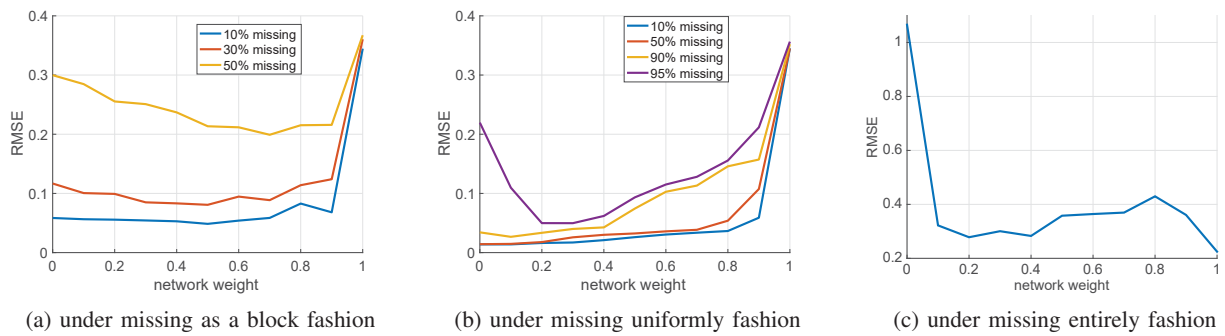 0.4
0.3
0.2
0.1
0
RMSE
10% missing
30% missing
50% missing
0 0.2 0.4 0.6 0.8 1
network weight
(a) under missing as a block fashion
0.4
0.3
0.2
0.1
0
RMSE
10% missing
50% missing
90% missing
95% missing
0 0.2 0.4 0.6 0.8 1
network weight
(b) under missing uniformly fashion
1
0.8
0.6
0.4
0.2
RMSE
0 0.2 0.4 0.6 0.8 1
network weight
(c) under missing entirely fashion